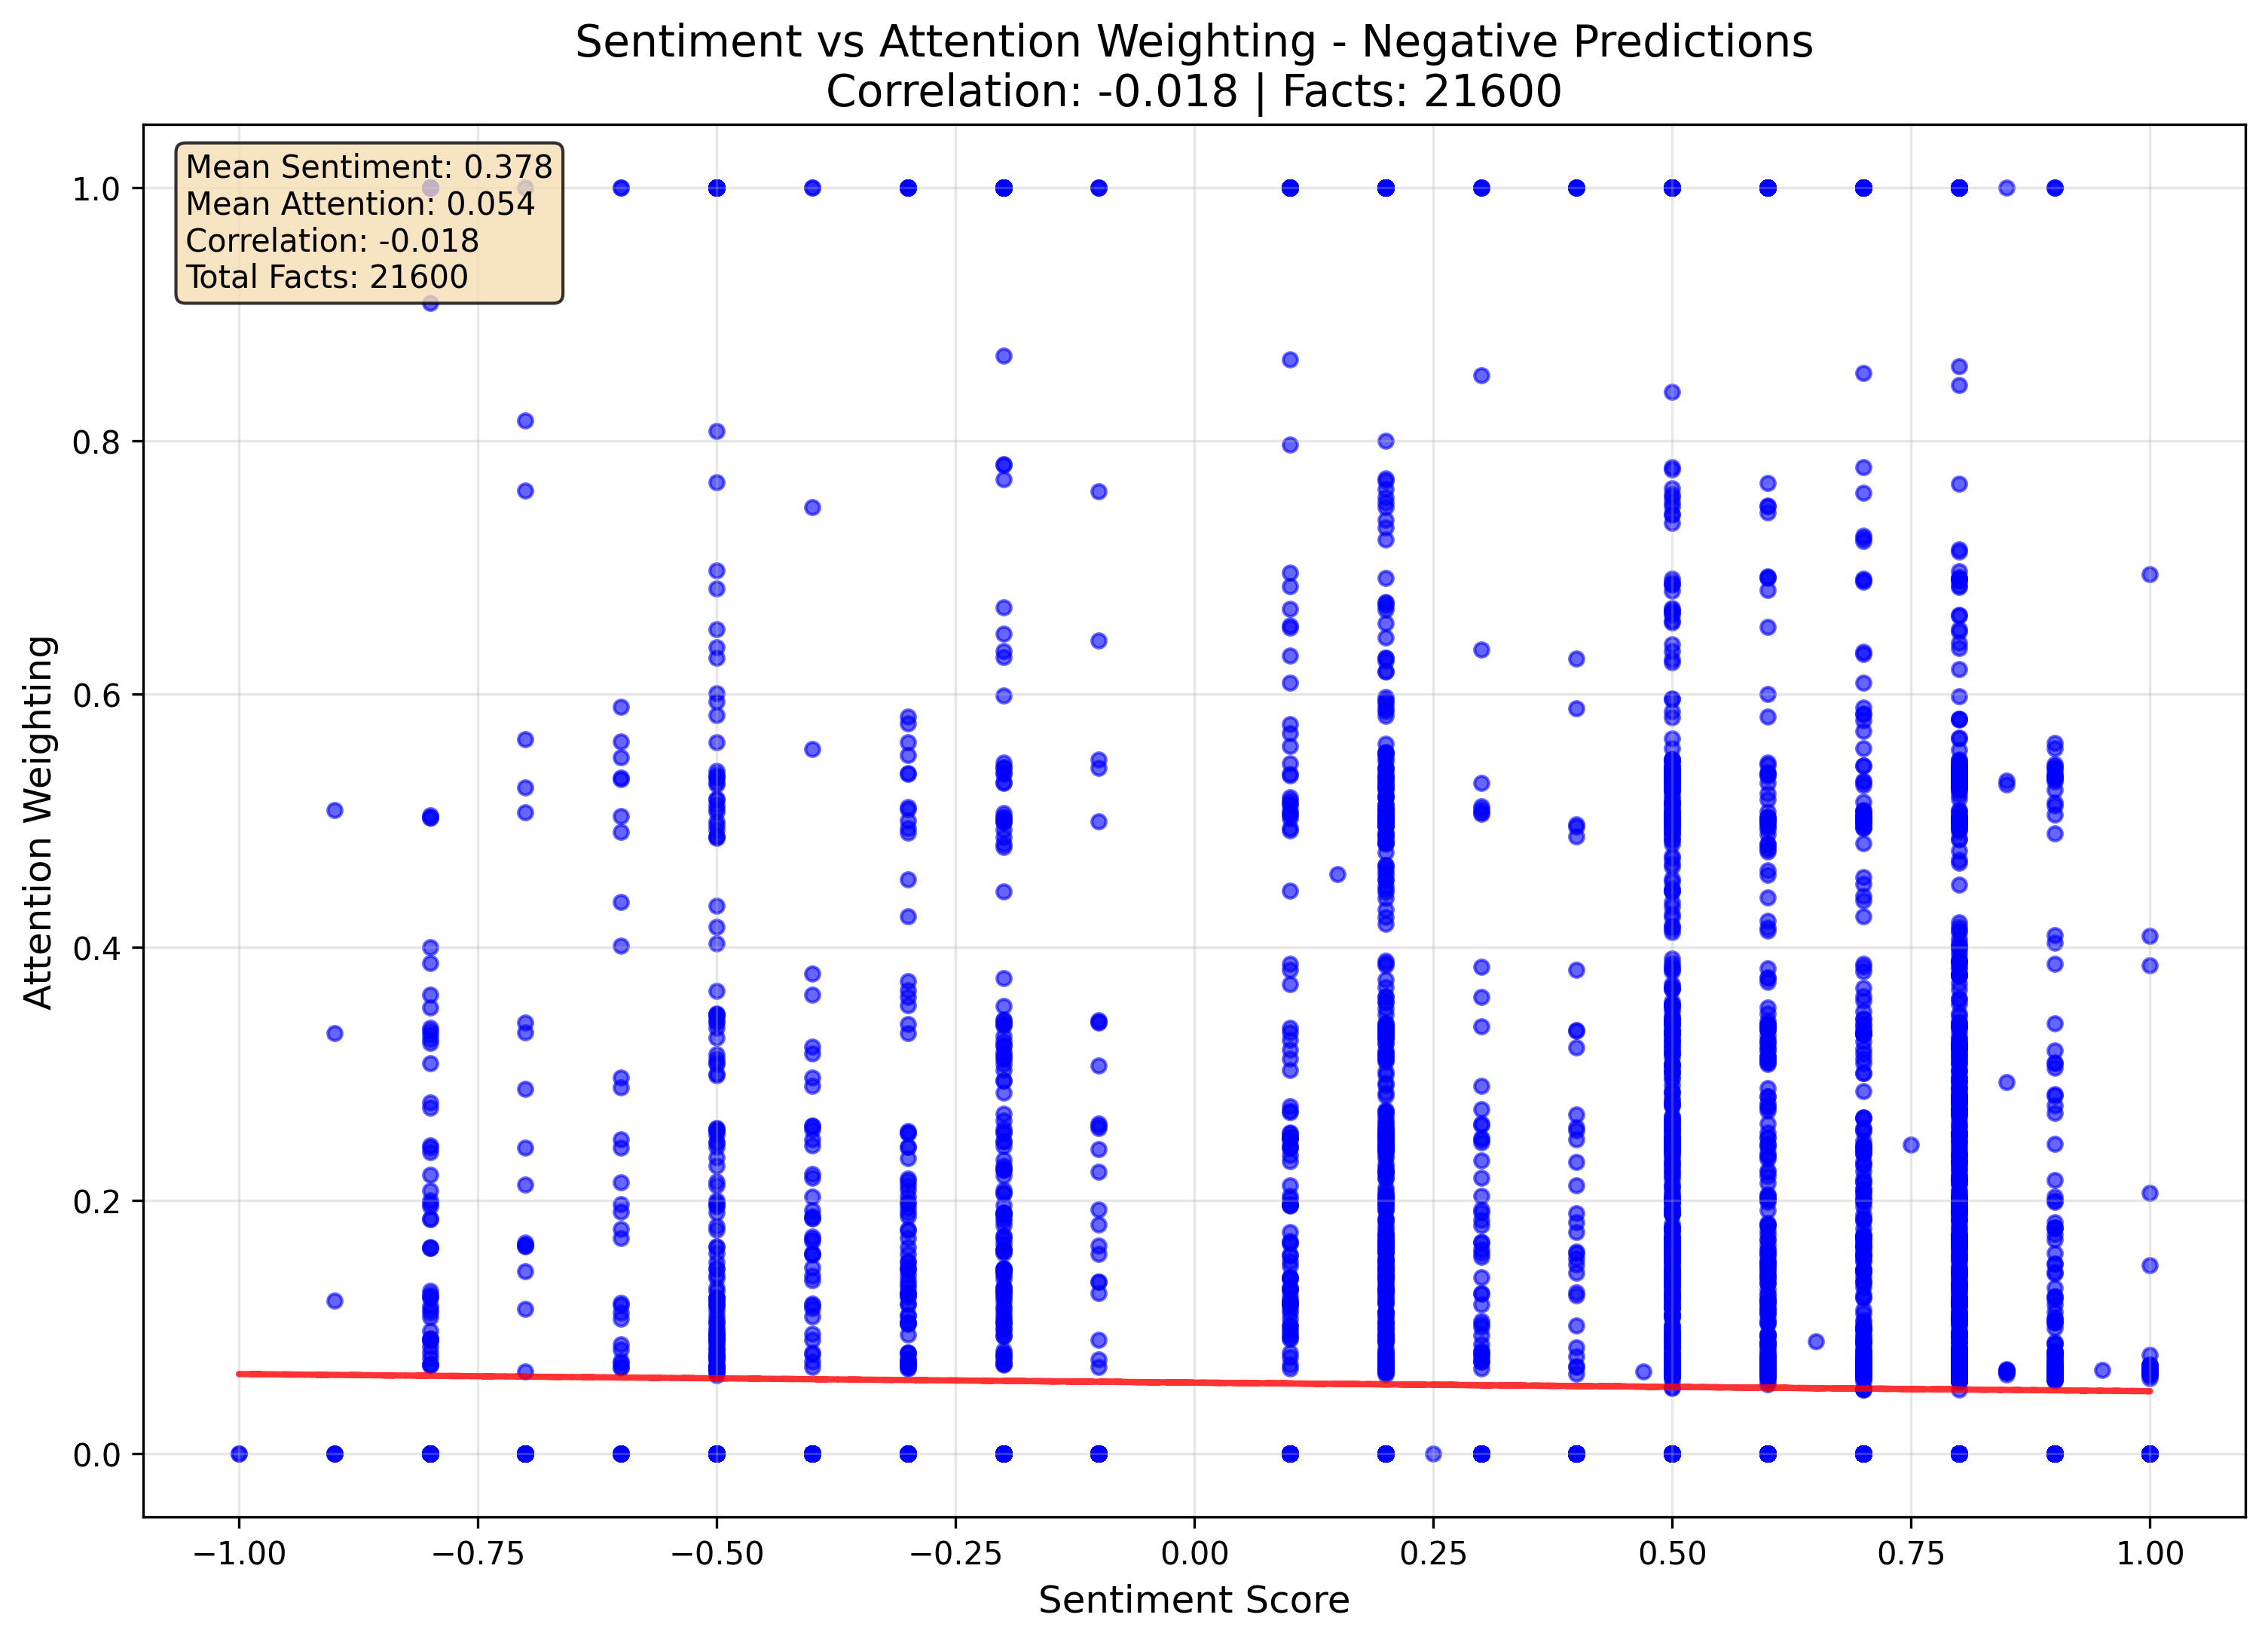 Sentiment vs Attention Weighting - Negative Predictions
Correlation: -0.018 | Facts: 21600
Mean Sentiment: 0.378
Mean Attention: 0.054
Correlation: -0.018
Total Facts: 21600
Attention Weighting
1.0
0.8
0.6
0.4
0.2
0.0
−1.00 −0.75 −0.50 −0.25 0.00 0.25 0.50 0.75 1.00
Sentiment Score